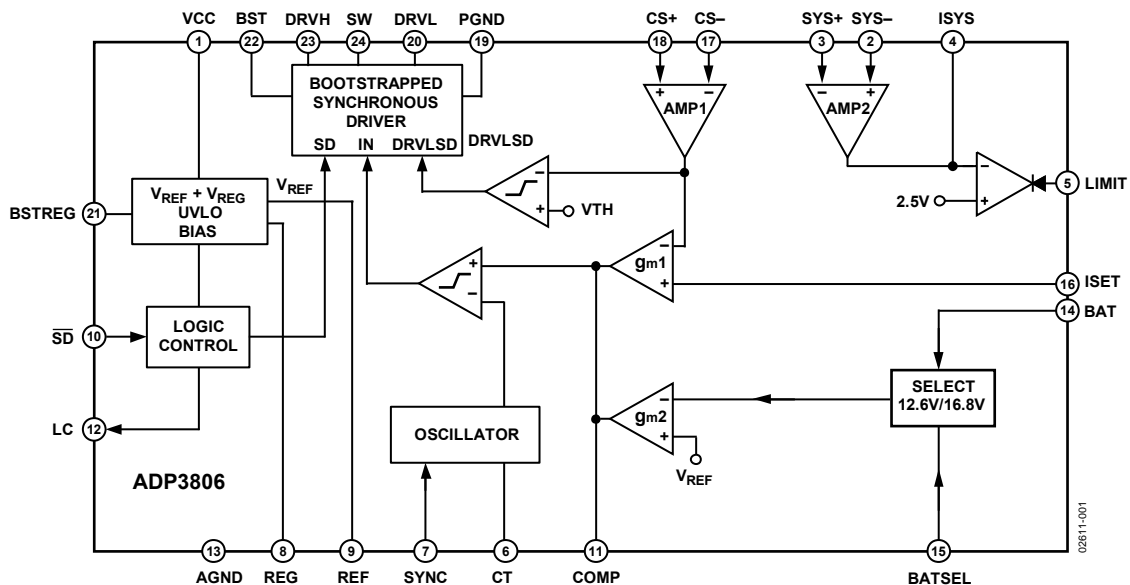 VCC BST DRVH SW DRVL PGND CS+ CS– SYS+ SYS– ISYS
1 22 23 24 20 19 18 17 3 2 4
BOOTSTRAPPED
SYNCHRONOUS
DRIVER
SD IN DRVLSD
DRVLSD
+ –
AMP1
– +
AMP2
–
+
2.5V
5 LIMIT
–
+
VTH
VREF + VREG
UVLO
BIAS
VREF
BSTREG 21
+
–
–
gm1
+
16 ISET
14 BAT
SD 10
LOGIC
CONTROL
SELECT
12.6V/16.8V
–
gm2
+
VREF
LC 12
OSCILLATOR
ADP3806
13 8 9 7 6 11 15
AGND REG REF SYNC CT COMP BATSEL
02611-001